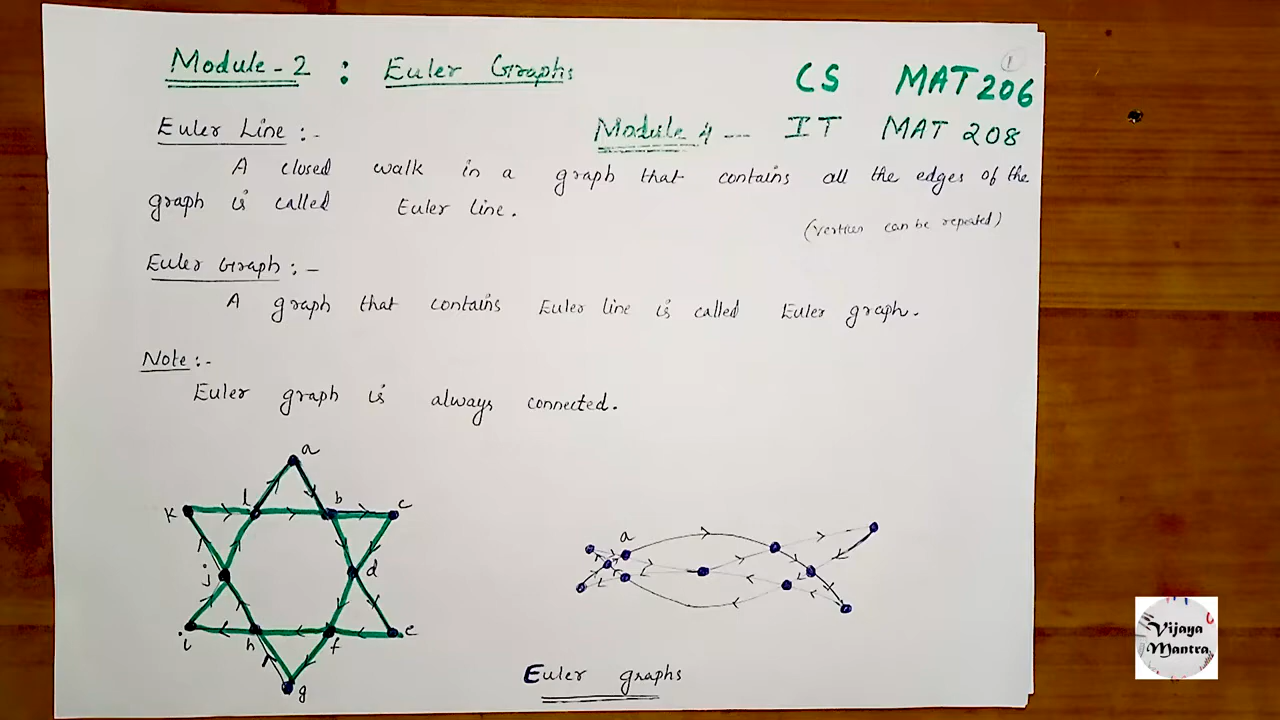 1
Module-2 : Euler Graphs
CS MAT206
Module 4 -- IT MAT 208
Euler Line :-
A closed walk in a graph that contains all the edges of the
graph is called Euler line.
(Vertices can be repeated)
Euler Graph :-
A graph that contains Euler line is called Euler graph.
Note :-
Euler graph is always connected.
a
k l b c
j d
i h f e
g
a
Euler graphs
Vijaya
Mantra